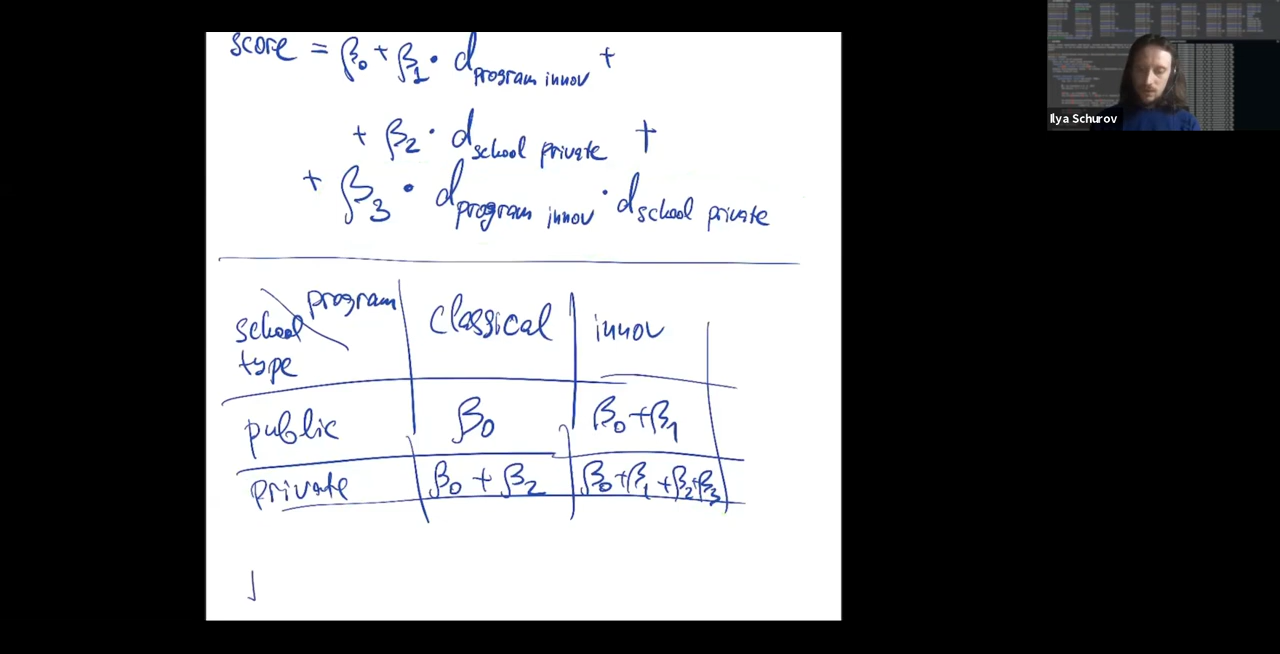 score = β₀ + β₁ · d program innov +
+ β₂ · d school private +
+ β₃ · d program innov · d school private
program classical innov
school type
public β₀ β₀+β₁
private β₀ + β₂ β₀+β₁+β₂+β₃
Ilya Schurov